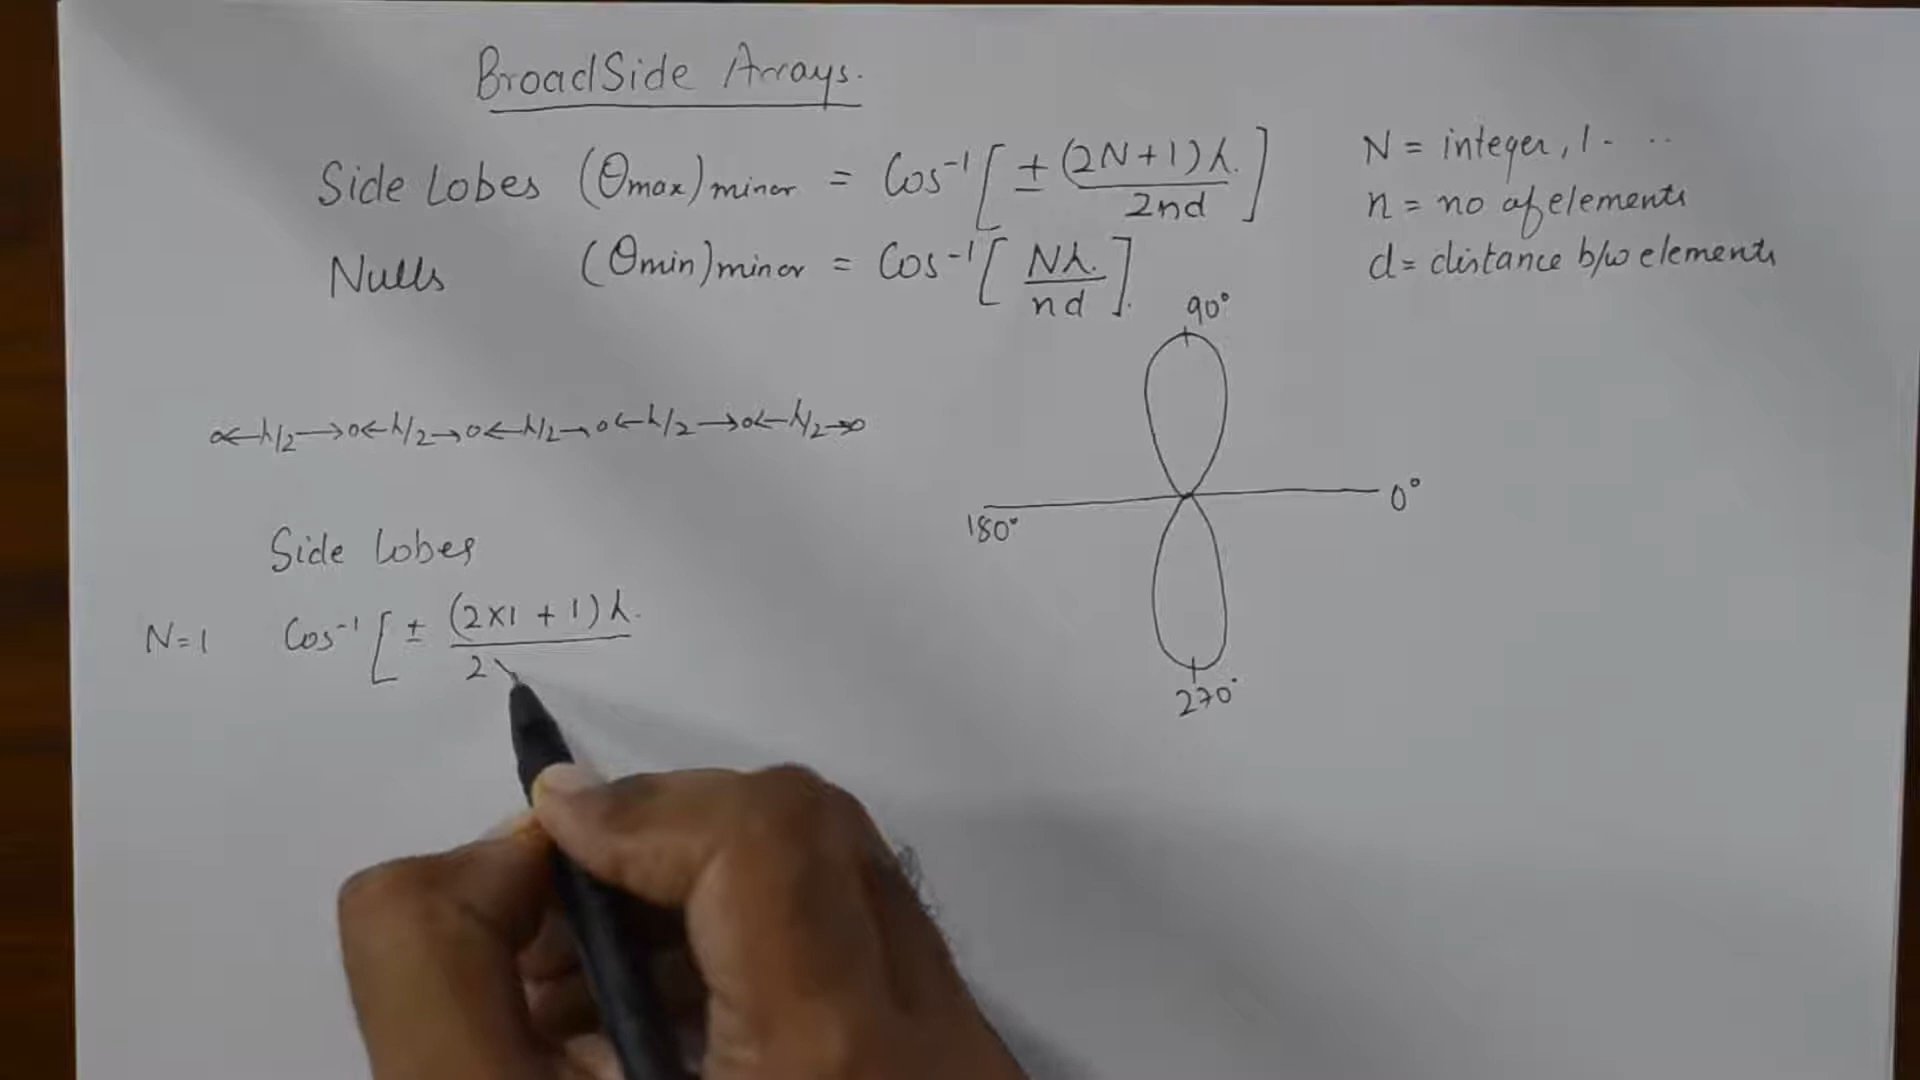 BroadSide Arrays.
Side Lobes (θmax)minor = Cos⁻¹ [ ± (2N+1)λ. / 2nd ]
N = integer, 1 - ..
n = no of elements
Nulls (θmin)minor = Cos⁻¹ [ Nλ. / nd ].
d = distance b/w elements
90°
o←λ/2→o←λ/2→o←λ/2→o←λ/2→o←λ/2→o
0°
180°
Side Lobes
N=1 Cos⁻¹ [ ± (2×1 + 1)λ. / 2
270°